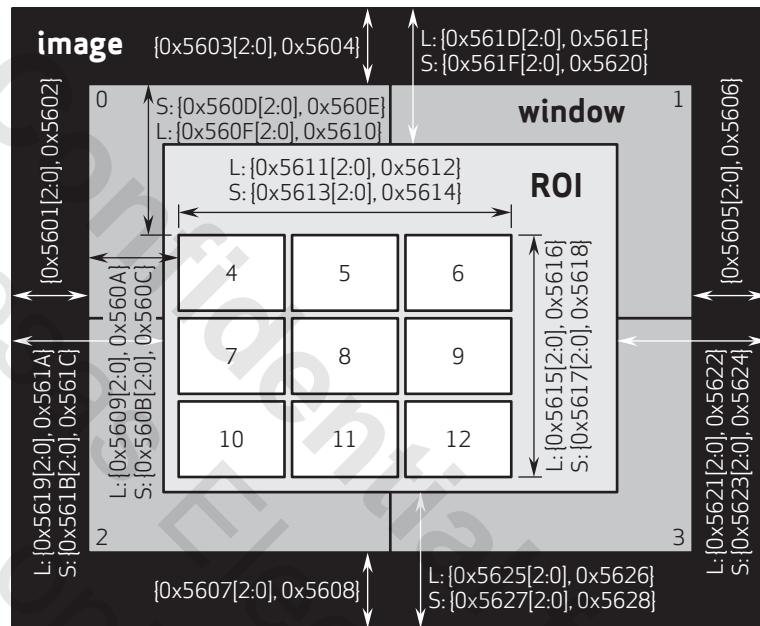 image
{0x5603[2:0], 0x5604}
L: {0x561D[2:0], 0x561E}
S: {0x561F[2:0], 0x5620}
0
S: {0x560D[2:0], 0x560E}
L: {0x560F[2:0], 0x5610}
window
1
{0x5601[2:0], 0x5602}
{0x5605[2:0], 0x5606}
L: {0x5611[2:0], 0x5612}
S: {0x5613[2:0], 0x5614}
ROI
4
5
6
7
8
9
10
11
12
L: {0x5609[2:0], 0x560A}
S: {0x560B[2:0], 0x560C}
L: {0x5615[2:0], 0x5616}
S: {0x5617[2:0], 0x5618}
L: {0x5619[2:0], 0x561A}
S: {0x561B[2:0], 0x561C}
L: {0x5621[2:0], 0x5622}
S: {0x5623[2:0], 0x5624}
2
3
{0x5607[2:0], 0x5608}
L: {0x5625[2:0], 0x5626}
S: {0x5627[2:0], 0x5628}
Confidential